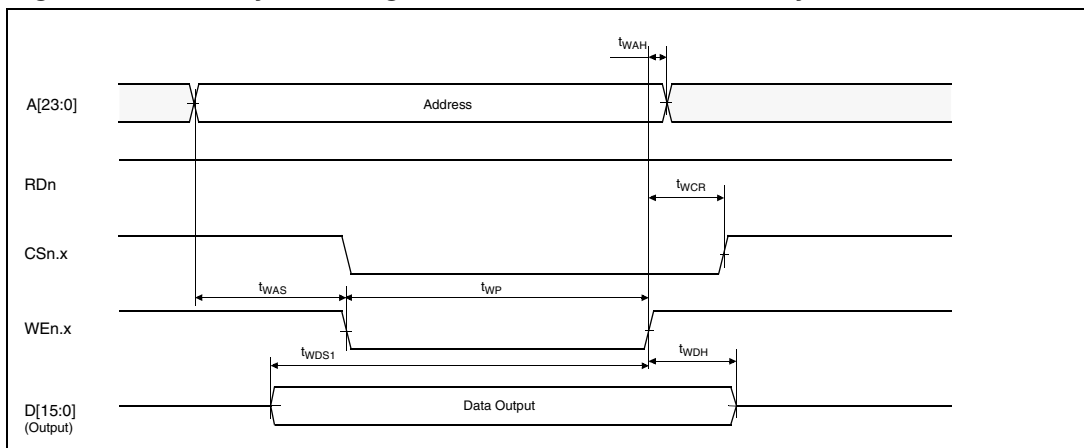 tWAH
A[23:0]
Address
RDn
tWCR
CSn.x
tWAS
tWP
WEn.x
tWDS1
tWDH
D[15:0]
(Output)
Data Output